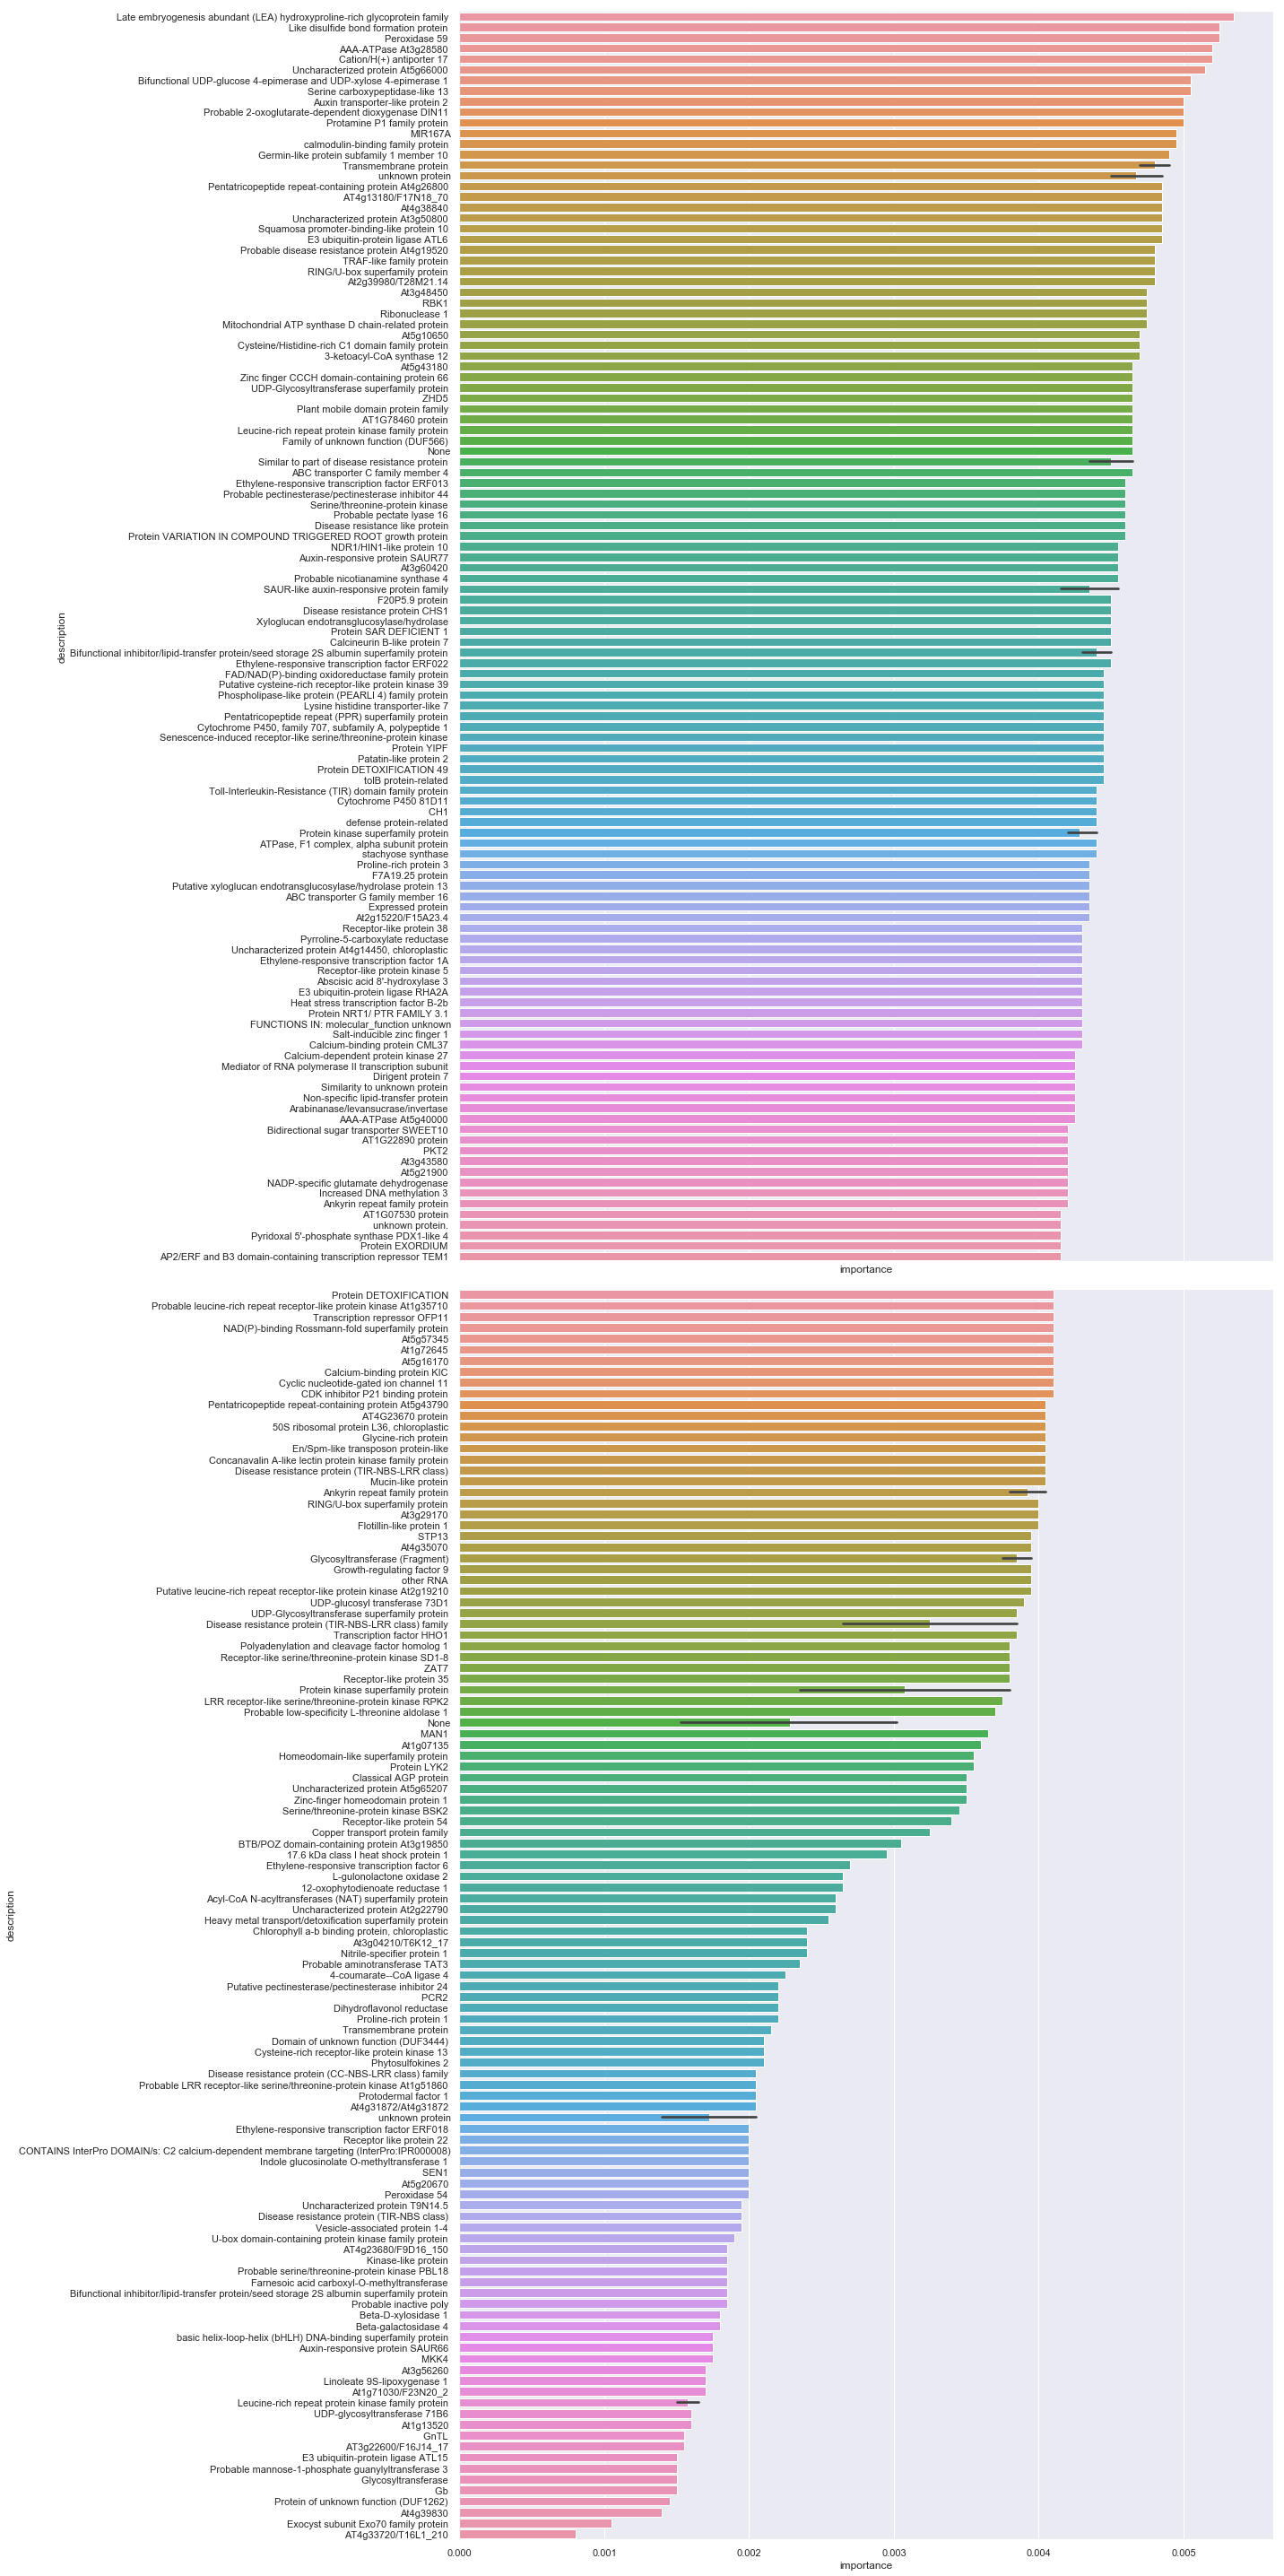 Late embryogenesis abundant (LEA) hydroxyproline-rich glycoprotein family
Like disulfide bond formation protein
Peroxidase 59
AAA-ATPase At3g28580
Cation/H(+) antiporter 17
Uncharacterized protein At5g66000
Bifunctional UDP-glucose 4-epimerase and UDP-xylose 4-epimerase 1
Serine carboxypeptidase-like 13
Auxin transporter-like protein 2
Probable 2-oxoglutarate-dependent dioxygenase DIN11
Protamine P1 family protein
MIR167A
calmodulin-binding family protein
Germin-like protein subfamily 1 member 10
Transmembrane protein
unknown protein
Pentatricopeptide repeat-containing protein At4g26800
AT4g13180/F17N18_70
At4g38840
Uncharacterized protein At3g50800
Squamosa promoter-binding-like protein 10
E3 ubiquitin-protein ligase ATL6
Probable disease resistance protein At4g19520
TRAF-like family protein
RING/U-box superfamily protein
At2g39980/T28M21.14
At3g48450
RBK1
Ribonuclease 1
Mitochondrial ATP synthase D chain-related protein
At5g10650
Cysteine/Histidine-rich C1 domain family protein
3-ketoacyl-CoA synthase 12
At5g43180
Zinc finger CCCH domain-containing protein 66
UDP-Glycosyltransferase superfamily protein
ZHD5
Plant mobile domain protein family
AT1G78460 protein
Leucine-rich repeat protein kinase family protein
Family of unknown function (DUF566)
None
Similar to part of disease resistance protein
ABC transporter C family member 4
Ethylene-responsive transcription factor ERF013
Probable pectinesterase/pectinesterase inhibitor 44
Serine/threonine-protein kinase
Probable pectate lyase 16
Disease resistance like protein
Protein VARIATION IN COMPOUND TRIGGERED ROOT growth protein
NDR1/HIN1-like protein 10
Auxin-responsive protein SAUR77
At3g60420
Probable nicotianamine synthase 4
SAUR-like auxin-responsive protein family
F20P5.9 protein
Disease resistance protein CHS1
Xyloglucan endotransglucosylase/hydrolase
Protein SAR DEFICIENT 1
Calcineurin B-like protein 7
Bifunctional inhibitor/lipid-transfer protein/seed storage 2S albumin superfamily protein
Ethylene-responsive transcription factor ERF022
FAD/NAD(P)-binding oxidoreductase family protein
Putative cysteine-rich receptor-like protein kinase 39
Phospholipase-like protein (PEARLI 4) family protein
Lysine histidine transporter-like 7
Pentatricopeptide repeat (PPR) superfamily protein
Cytochrome P450, family 707, subfamily A, polypeptide 1
Senescence-induced receptor-like serine/threonine-protein kinase
Protein YIPF
Patatin-like protein 2
Protein DETOXIFICATION 49
tolB protein-related
Toll-Interleukin-Resistance (TIR) domain family protein
Cytochrome P450 81D11
CH1
defense protein-related
Protein kinase superfamily protein
ATPase, F1 complex, alpha subunit protein
stachyose synthase
Proline-rich protein 3
F7A19.25 protein
Putative xyloglucan endotransglucosylase/hydrolase protein 13
ABC transporter G family member 16
Expressed protein
At2g15220/F15A23.4
Receptor-like protein 38
Pyrroline-5-carboxylate reductase
Uncharacterized protein At4g14450, chloroplastic
Ethylene-responsive transcription factor 1A
Receptor-like protein kinase 5
Abscisic acid 8'-hydroxylase 3
E3 ubiquitin-protein ligase RHA2A
Heat stress transcription factor B-2b
Protein NRT1/ PTR FAMILY 3.1
FUNCTIONS IN: molecular_function unknown
Salt-inducible zinc finger 1
Calcium-binding protein CML37
Calcium-dependent protein kinase 27
Mediator of RNA polymerase II transcription subunit
Dirigent protein 7
Similarity to unknown protein
Non-specific lipid-transfer protein
Arabinanase/levansucrase/invertase
AAA-ATPase At5g40000
Bidirectional sugar transporter SWEET10
AT1G22890 protein
PKT2
At3g43580
At5g21900
NADP-specific glutamate dehydrogenase
Increased DNA methylation 3
Ankyrin repeat family protein
AT1G07530 protein
unknown protein.
Pyridoxal 5'-phosphate synthase PDX1-like 4
Protein EXORDIUM
AP2/ERF and B3 domain-containing transcription repressor TEM1
description
importance
Protein DETOXIFICATION
Probable leucine-rich repeat receptor-like protein kinase At1g35710
Transcription repressor OFP11
NAD(P)-binding Rossmann-fold superfamily protein
At5g57345
At1g72645
At5g16170
Calcium-binding protein KIC
Cyclic nucleotide-gated ion channel 11
CDK inhibitor P21 binding protein
Pentatricopeptide repeat-containing protein At5g43790
AT4G23670 protein
50S ribosomal protein L36, chloroplastic
Glycine-rich protein
En/Spm-like transposon protein-like
Concanavalin A-like lectin protein kinase family protein
Disease resistance protein (TIR-NBS-LRR class)
Mucin-like protein
Ankyrin repeat family protein
RING/U-box superfamily protein
At3g29170
Flotillin-like protein 1
STP13
At4g35070
Glycosyltransferase (Fragment)
Growth-regulating factor 9
other RNA
Putative leucine-rich repeat receptor-like protein kinase At2g19210
UDP-glucosyl transferase 73D1
UDP-Glycosyltransferase superfamily protein
Disease resistance protein (TIR-NBS-LRR class) family
Transcription factor HHO1
Polyadenylation and cleavage factor homolog 1
Receptor-like serine/threonine-protein kinase SD1-8
ZAT7
Receptor-like protein 35
Protein kinase superfamily protein
LRR receptor-like serine/threonine-protein kinase RPK2
Probable low-specificity L-threonine aldolase 1
None
MAN1
At1g07135
Homeodomain-like superfamily protein
Protein LYK2
Classical AGP protein
Uncharacterized protein At5g65207
Zinc-finger homeodomain protein 1
Serine/threonine-protein kinase BSK2
Receptor-like protein 54
Copper transport protein family
BTB/POZ domain-containing protein At3g19850
17.6 kDa class I heat shock protein 1
Ethylene-responsive transcription factor 6
L-gulonolactone oxidase 2
12-oxophytodienoate reductase 1
Acyl-CoA N-acyltransferases (NAT) superfamily protein
Uncharacterized protein At2g22790
Heavy metal transport/detoxification superfamily protein
Chlorophyll a-b binding protein, chloroplastic
At3g04210/T6K12_17
Nitrile-specifier protein 1
Probable aminotransferase TAT3
4-coumarate--CoA ligase 4
Putative pectinesterase/pectinesterase inhibitor 24
PCR2
Dihydroflavonol reductase
Proline-rich protein 1
Transmembrane protein
Domain of unknown function (DUF3444)
Cysteine-rich receptor-like protein kinase 13
Phytosulfokines 2
Disease resistance protein (CC-NBS-LRR class) family
Probable LRR receptor-like serine/threonine-protein kinase At1g51860
Protodermal factor 1
At4g31872/At4g31872
unknown protein
Ethylene-responsive transcription factor ERF018
Receptor like protein 22
CONTAINS InterPro DOMAIN/s: C2 calcium-dependent membrane targeting (InterPro:IPR000008)
Indole glucosinolate O-methyltransferase 1
SEN1
At5g20670
Peroxidase 54
Uncharacterized protein T9N14.5
Disease resistance protein (TIR-NBS class)
Vesicle-associated protein 1-4
U-box domain-containing protein kinase family protein
AT4g23680/F9D16_150
Kinase-like protein
Probable serine/threonine-protein kinase PBL18
Farnesoic acid carboxyl-O-methyltransferase
Bifunctional inhibitor/lipid-transfer protein/seed storage 2S albumin superfamily protein
Probable inactive poly
Beta-D-xylosidase 1
Beta-galactosidase 4
basic helix-loop-helix (bHLH) DNA-binding superfamily protein
Auxin-responsive protein SAUR66
MKK4
At3g56260
Linoleate 9S-lipoxygenase 1
At1g71030/F23N20_2
Leucine-rich repeat protein kinase family protein
UDP-glycosyltransferase 71B6
At1g13520
GnTL
AT3g22600/F16J14_17
E3 ubiquitin-protein ligase ATL15
Probable mannose-1-phosphate guanylyltransferase 3
Glycosyltransferase
Gb
Protein of unknown function (DUF1262)
At4g39830
Exocyst subunit Exo70 family protein
AT4g33720/T16L1_210
description
0.000 0.001 0.002 0.003 0.004 0.005
importance